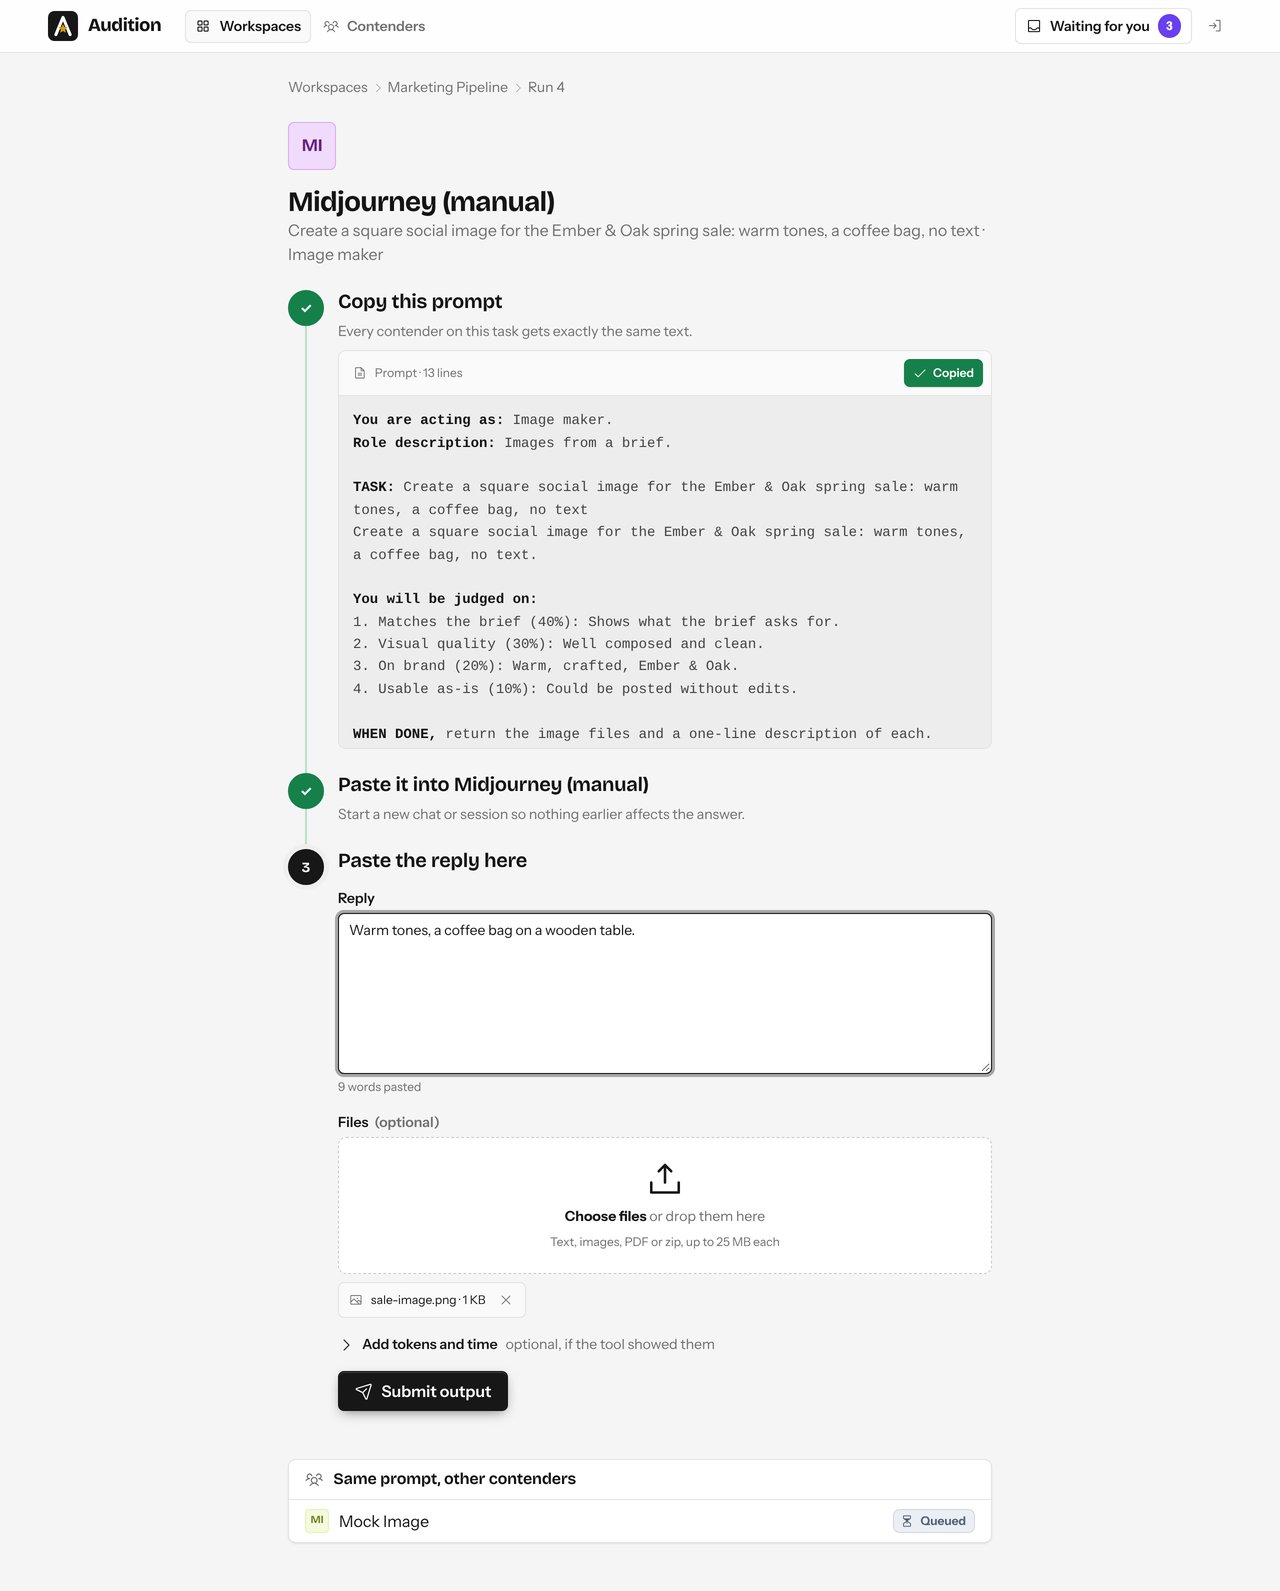 Audition
Workspaces
Contenders
Waiting for you 3
Workspaces > Marketing Pipeline > Run 4
MI
Midjourney (manual)
Create a square social image for the Ember & Oak spring sale: warm tones, a coffee bag, no text ·
Image maker
Copy this prompt
Every contender on this task gets exactly the same text.
Prompt · 13 lines
Copied
You are acting as: Image maker.
Role description: Images from a brief.
TASK: Create a square social image for the Ember & Oak spring sale: warm
tones, a coffee bag, no text
Create a square social image for the Ember & Oak spring sale: warm tones,
a coffee bag, no text.
You will be judged on:
1. Matches the brief (40%): Shows what the brief asks for.
2. Visual quality (30%): Well composed and clean.
3. On brand (20%): Warm, crafted, Ember & Oak.
4. Usable as-is (10%): Could be posted without edits.
WHEN DONE, return the image files and a one-line description of each.
Paste it into Midjourney (manual)
Start a new chat or session so nothing earlier affects the answer.
3
Paste the reply here
Reply
Warm tones, a coffee bag on a wooden table.
9 words pasted
Files (optional)
Choose files or drop them here
Text, images, PDF or zip, up to 25 MB each
sale-image.png · 1 KB
Add tokens and time optional, if the tool showed them
Submit output
Same prompt, other contenders
MI
Mock Image
Queued